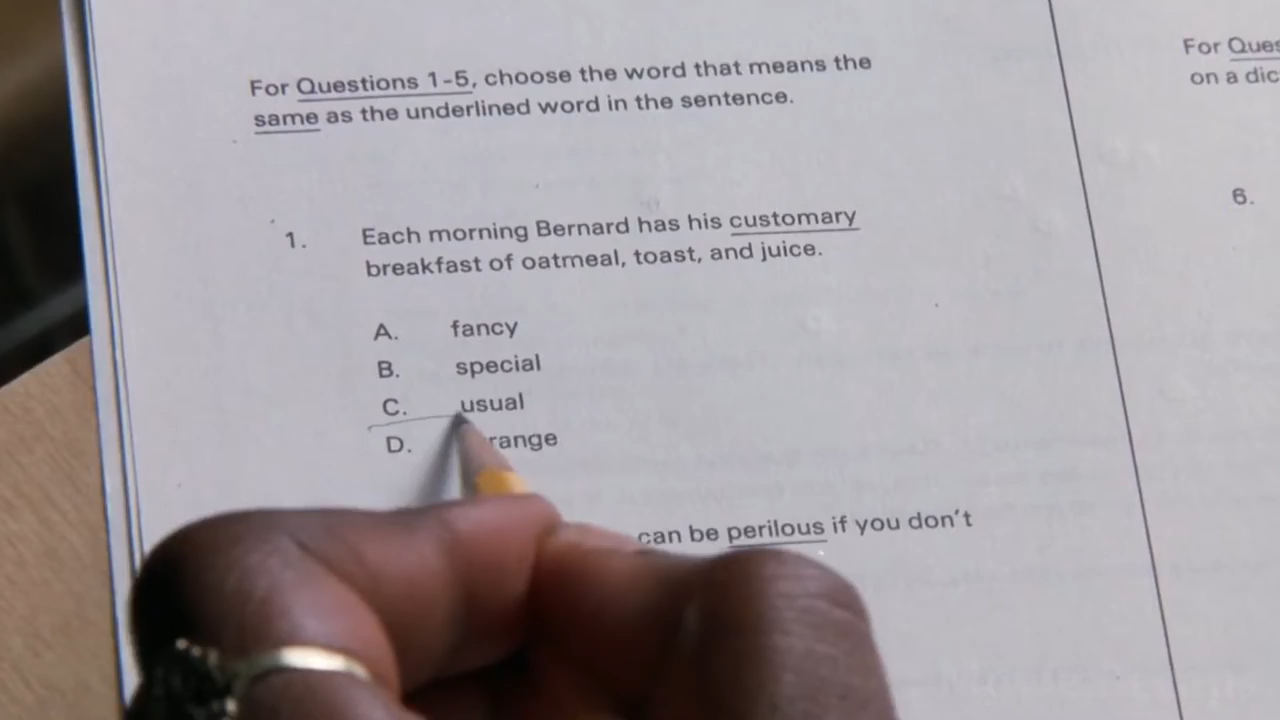 For Questions 1-5, choose the word that means the
same as the underlined word in the sentence.
1. Each morning Bernard has his customary
breakfast of oatmeal, toast, and juice.
A. fancy
B. special
C. usual
D. range
can be perilous if you don't
For
on a
6.